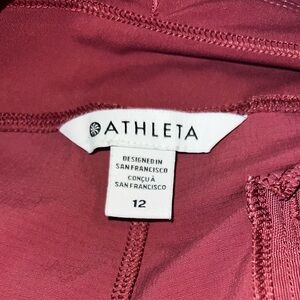 ATHLETA
DESIGNED IN
SAN FRANCISCO
CONÇU À
SAN FRANCISCO
12